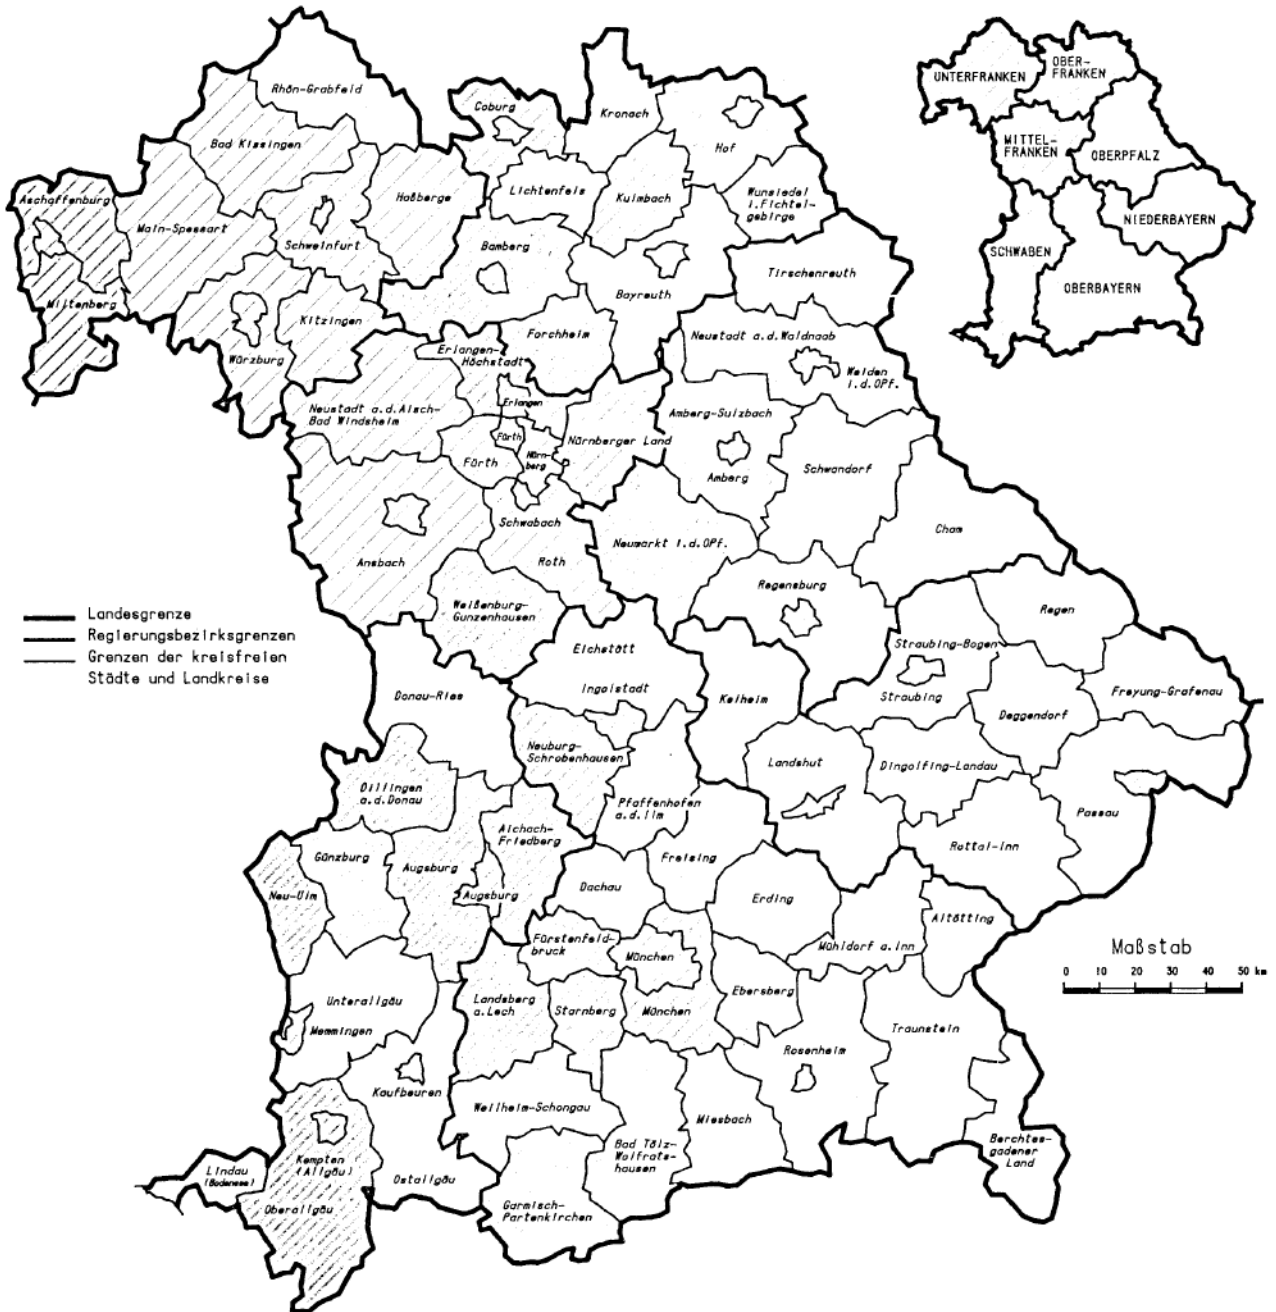 Rhön-Grabfeld
Bad Kissingen
Coburg
Kronach
Hof
Aschaffenburg
Main-Spessart
Schweinfurt
Haßberge
Lichtenfels
Kulmbach
Wunsiedel
i.Fichtel-
gebirge
Bamberg
Bayreuth
Tirschenreuth
Miltenberg
Würzburg
Kitzingen
Forchheim
Erlangen-
Höchstadt
Erlangen
Neustadt a.d.Waldnaab
Weiden
i.d.OPf.
Neustadt a.d.Aisch-
Bad Windsheim
Fürth
Fürth
Nürn-
berg
Nürnberger Land
Amberg-Sulzbach
Amberg
Schwandorf
Schwabach
Roth
Ansbach
Neumarkt i.d.OPf.
Cham
Weißenburg-
Gunzenhausen
Regensburg
Regen
Eichstätt
Ingolstadt
Kelheim
Straubing-Bogen
Straubing
Deggendorf
Freyung-Grafenau
Donau-Ries
Neuburg-
Schrobenhausen
Landshut
Dingolfing-Landau
Passau
Dillingen
a.d.Donau
Pfaffenhofen
a.d.Ilm
Rottal-Inn
Günzburg
Augsburg
Augsburg
Aichach-
Friedberg
Freising
Neu-Ulm
Dachau
Erding
Mühldorf a.Inn
Altötting
Fürstenfeld-
bruck
München
München
Ebersberg
Unterallgäu
Memmingen
Landsberg
a.Lech
Starnberg
Rosenheim
Traunstein
Kaufbeuren
Weilheim-Schongau
Bad Tölz-
Wolfrats-
hausen
Miesbach
Berchtes-
gadener
Land
Lindau
(Bodensee)
Kempten
(Allgäu)
Oberallgäu
Ostallgäu
Garmisch-
Partenkirchen
Landesgrenze
Regierungsbezirksgrenzen
Grenzen der kreisfreien
Städte und Landkreise
UNTERFRANKEN
OBER-
FRANKEN
MITTEL-
FRANKEN
OBERPFALZ
NIEDERBAYERN
SCHWABEN
OBERBAYERN
Maßstab
0 10 20 30 40 50 km